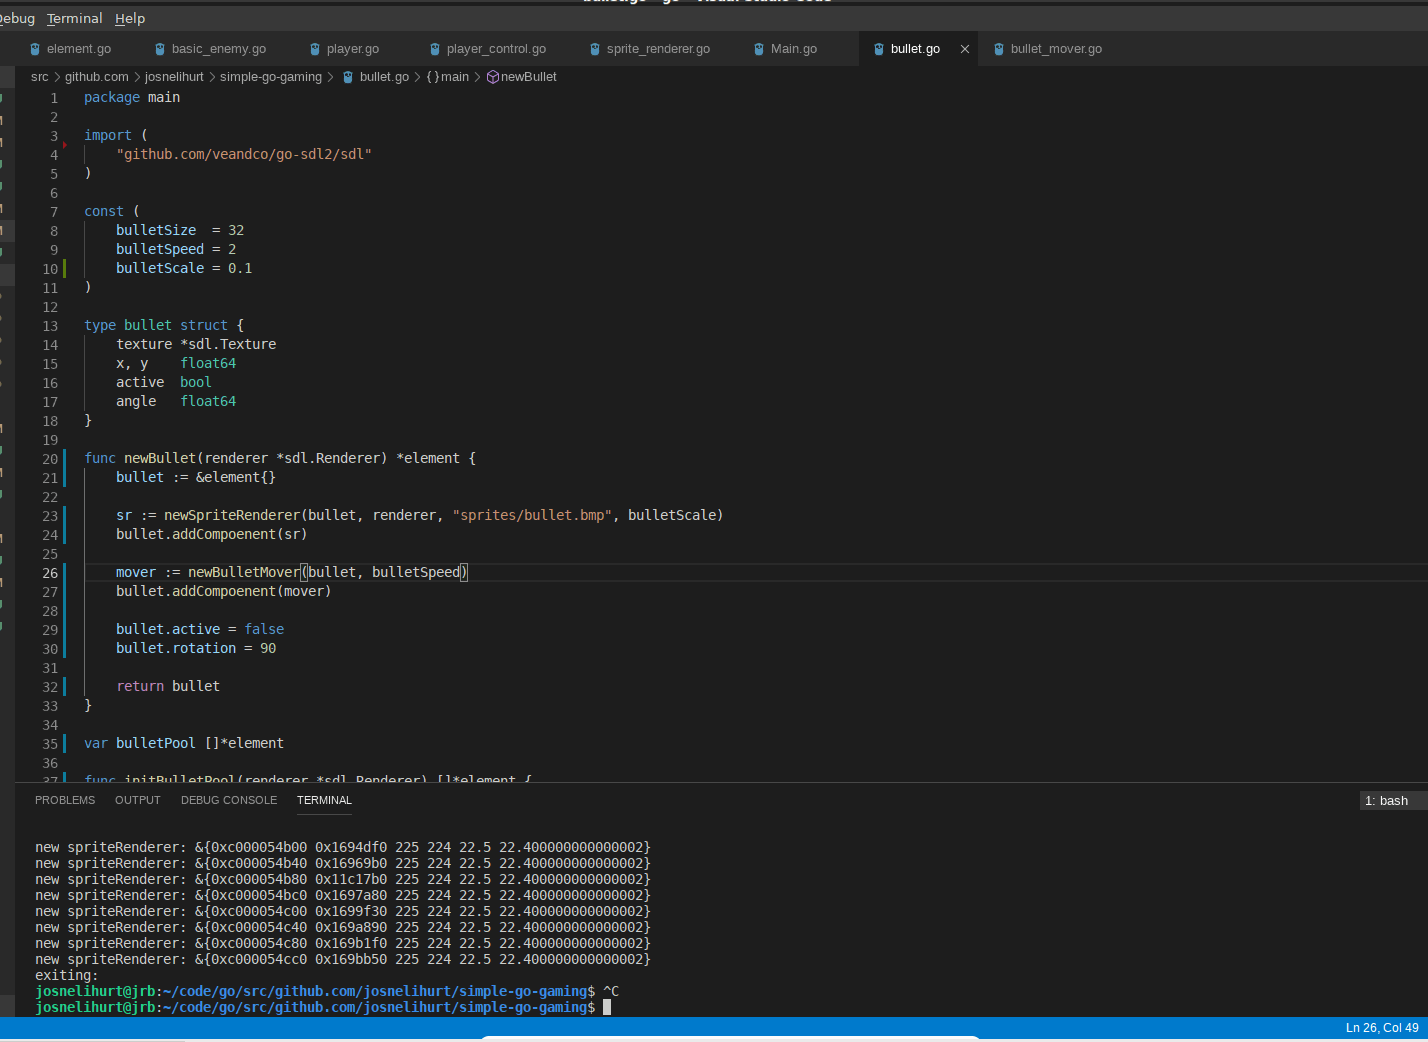 Debug Terminal Help
element.go basic_enemy.go player.go player_control.go sprite_renderer.go Main.go bullet.go bullet_mover.go
src > github.com > josnelihurt > simple-go-gaming > bullet.go > { } main > newBullet
1 package main
2
3 import (
4 "github.com/veandco/go-sdl2/sdl"
5 )
6
7 const (
8 bulletSize = 32
9 bulletSpeed = 2
10 bulletScale = 0.1
11 )
12
13 type bullet struct {
14 texture *sdl.Texture
15 x, y float64
16 active bool
17 angle float64
18 }
19
20 func newBullet(renderer *sdl.Renderer) *element {
21 bullet := &element{}
22
23 sr := newSpriteRenderer(bullet, renderer, "sprites/bullet.bmp", bulletScale)
24 bullet.addCompoenent(sr)
25
26 mover := newBulletMover(bullet, bulletSpeed)
27 bullet.addCompoenent(mover)
28
29 bullet.active = false
30 bullet.rotation = 90
31
32 return bullet
33 }
34
35 var bulletPool []*element
36
37 func initBulletPool(renderer *sdl.Renderer) []*element {
PROBLEMS OUTPUT DEBUG CONSOLE TERMINAL 1: bash
new spriteRenderer: &{0xc000054b00 0x1694df0 225 224 22.5 22.400000000000002}
new spriteRenderer: &{0xc000054b40 0x16969b0 225 224 22.5 22.400000000000002}
new spriteRenderer: &{0xc000054b80 0x11c17b0 225 224 22.5 22.400000000000002}
new spriteRenderer: &{0xc000054bc0 0x1697a80 225 224 22.5 22.400000000000002}
new spriteRenderer: &{0xc000054c00 0x1699f30 225 224 22.5 22.400000000000002}
new spriteRenderer: &{0xc000054c40 0x169a890 225 224 22.5 22.400000000000002}
new spriteRenderer: &{0xc000054c80 0x169b1f0 225 224 22.5 22.400000000000002}
new spriteRenderer: &{0xc000054cc0 0x169bb50 225 224 22.5 22.400000000000002}
exiting:
josnelihurt@jrb:~/code/go/src/github.com/josnelihurt/simple-go-gaming$ ^C
josnelihurt@jrb:~/code/go/src/github.com/josnelihurt/simple-go-gaming$
Ln 26, Col 49